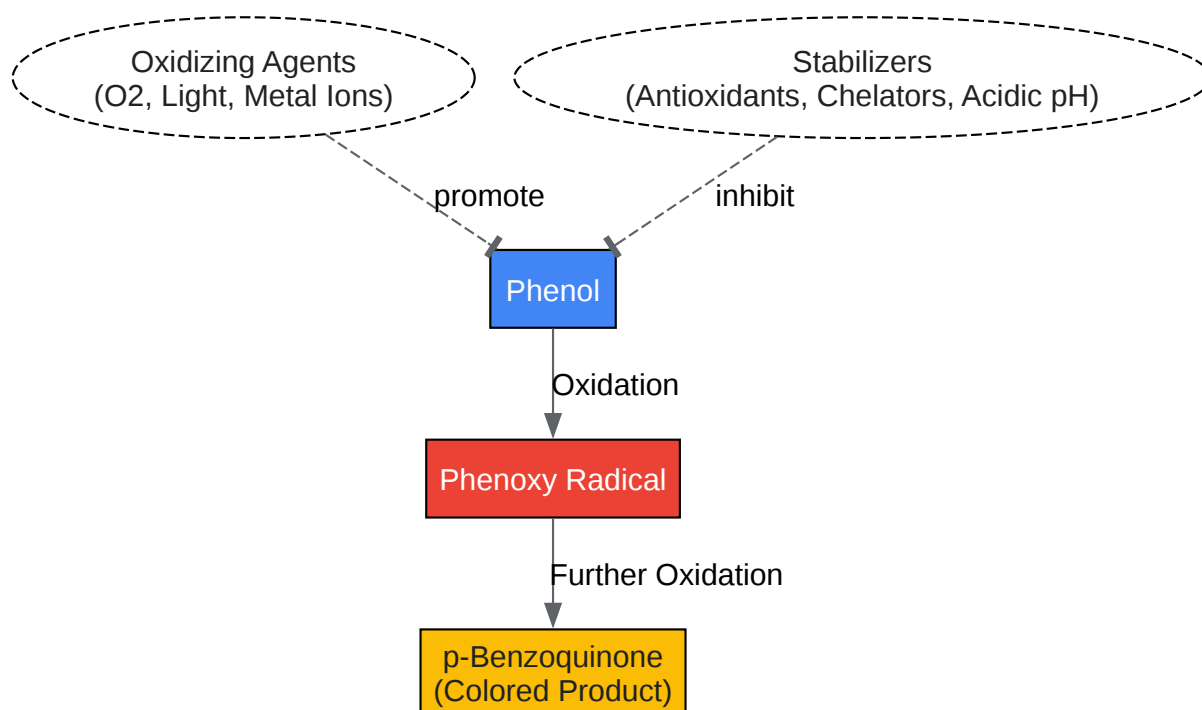 Oxidizing Agents
(O2, Light, Metal Ions)
Stabilizers
(Antioxidants, Chelators, Acidic pH)
promote
inhibit
Phenol
Oxidation
Phenoxy Radical
Further Oxidation
p-Benzoquinone
(Colored Product)